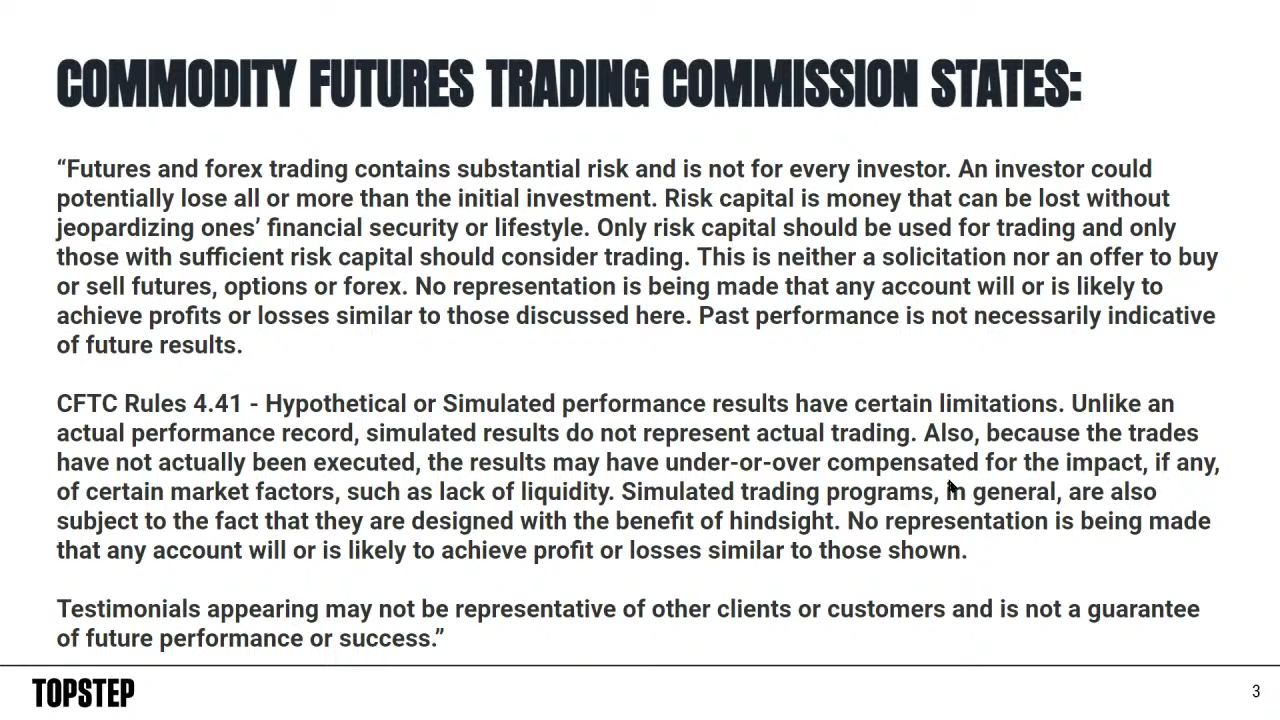 COMMODITY FUTURES TRADING COMMISSION STATES:
“Futures and forex trading contains substantial risk and is not for every investor. An investor could
potentially lose all or more than the initial investment. Risk capital is money that can be lost without
jeopardizing ones’ financial security or lifestyle. Only risk capital should be used for trading and only
those with sufficient risk capital should consider trading. This is neither a solicitation nor an offer to buy
or sell futures, options or forex. No representation is being made that any account will or is likely to
achieve profits or losses similar to those discussed here. Past performance is not necessarily indicative
of future results.
CFTC Rules 4.41 - Hypothetical or Simulated performance results have certain limitations. Unlike an
actual performance record, simulated results do not represent actual trading. Also, because the trades
have not actually been executed, the results may have under-or-over compensated for the impact, if any,
of certain market factors, such as lack of liquidity. Simulated trading programs, in general, are also
subject to the fact that they are designed with the benefit of hindsight. No representation is being made
that any account will or is likely to achieve profit or losses similar to those shown.
Testimonials appearing may not be representative of other clients or customers and is not a guarantee
of future performance or success.”
TOPSTEP
3